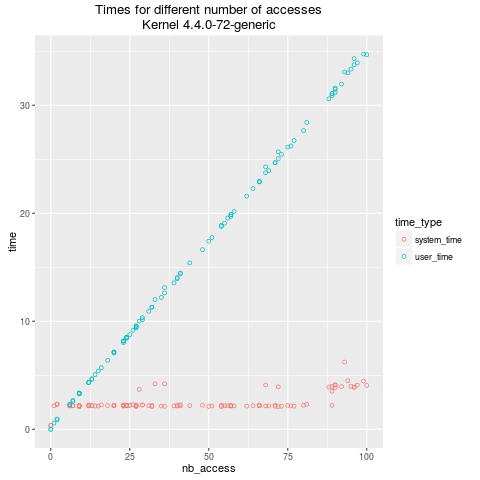 Times for different number of accesses
Kernel 4.4.0-72-generic
30
20
10
0
time
0 25 50 75 100
nb_access
time_type
system_time
user_time